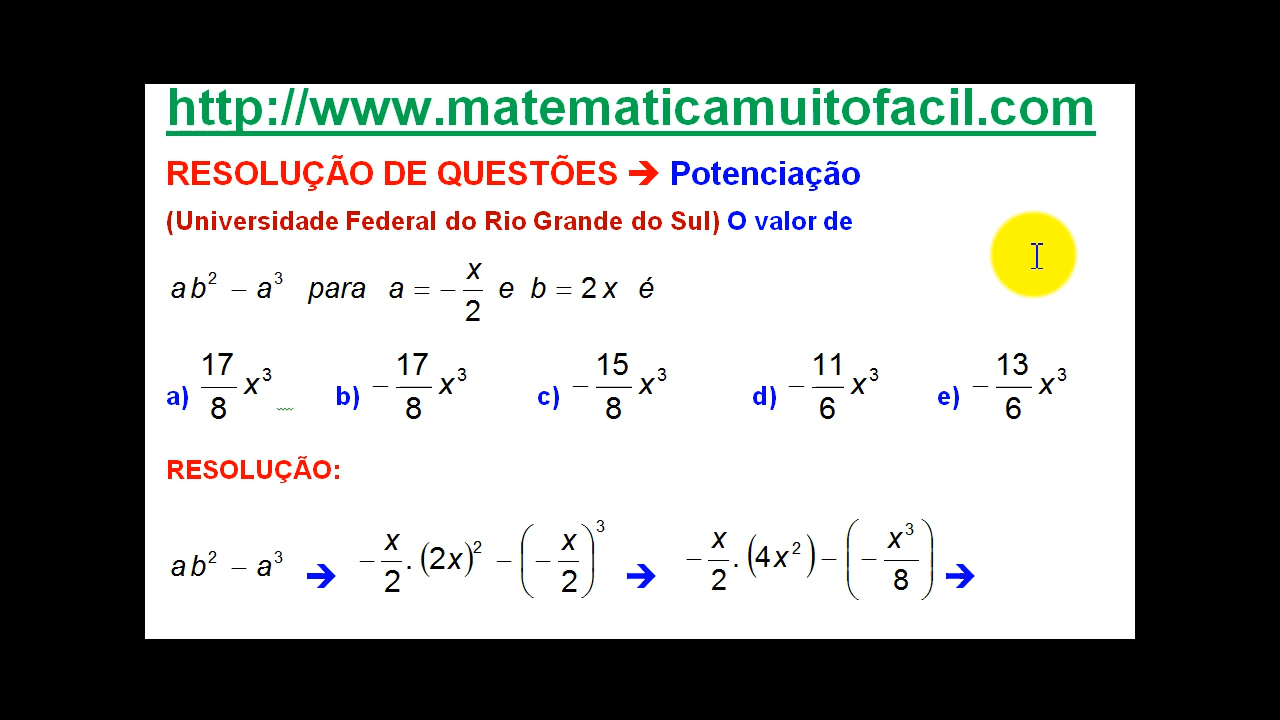 http://www.matematicamuitofacil.com
RESOLUÇÃO DE QUESTÕES ➔ Potenciação
(Universidade Federal do Rio Grande do Sul) O valor de
ab² − a³ para a = −x/2 e b = 2x é
a) 17/8 x³ b) −17/8 x³ c) −15/8 x³ d) −11/6 x³ e) −13/6 x³
RESOLUÇÃO:
ab² − a³ ➔ −x/2 . (2x)² − (−x/2)³ ➔ −x/2 . (4x²) − (−x³/8) ➔